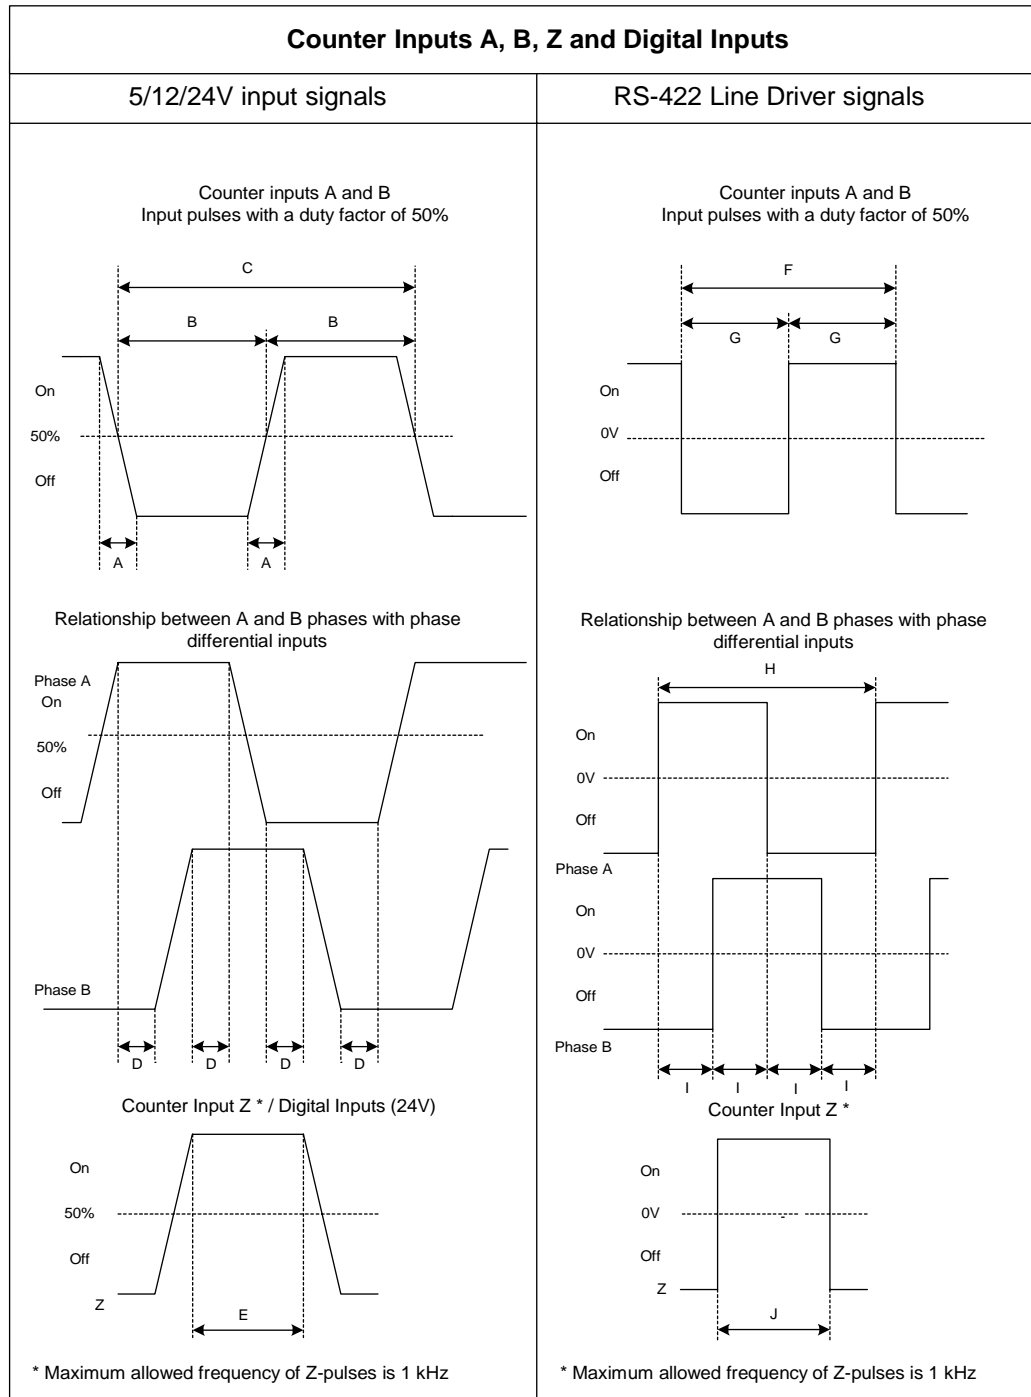 Counter Inputs A, B, Z and Digital Inputs
5/12/24V input signals
RS-422 Line Driver signals
Counter inputs A and B
Input pulses with a duty factor of 50%
C
B B
On
50%
Off
A A
Relationship between A and B phases with phase
differential inputs
Phase A
On
50%
Off
Phase B
D D D D
Counter Input Z * / Digital Inputs (24V)
On
50%
Off
Z
E
* Maximum allowed frequency of Z-pulses is 1 kHz
Counter inputs A and B
Input pulses with a duty factor of 50%
F
G G
On
0V
Off
Relationship between A and B phases with phase
differential inputs
H
On
0V
Off
Phase A
On
0V
Off
Phase B
I I I I
Counter Input Z *
On
0V
Off
Z
J
* Maximum allowed frequency of Z-pulses is 1 kHz